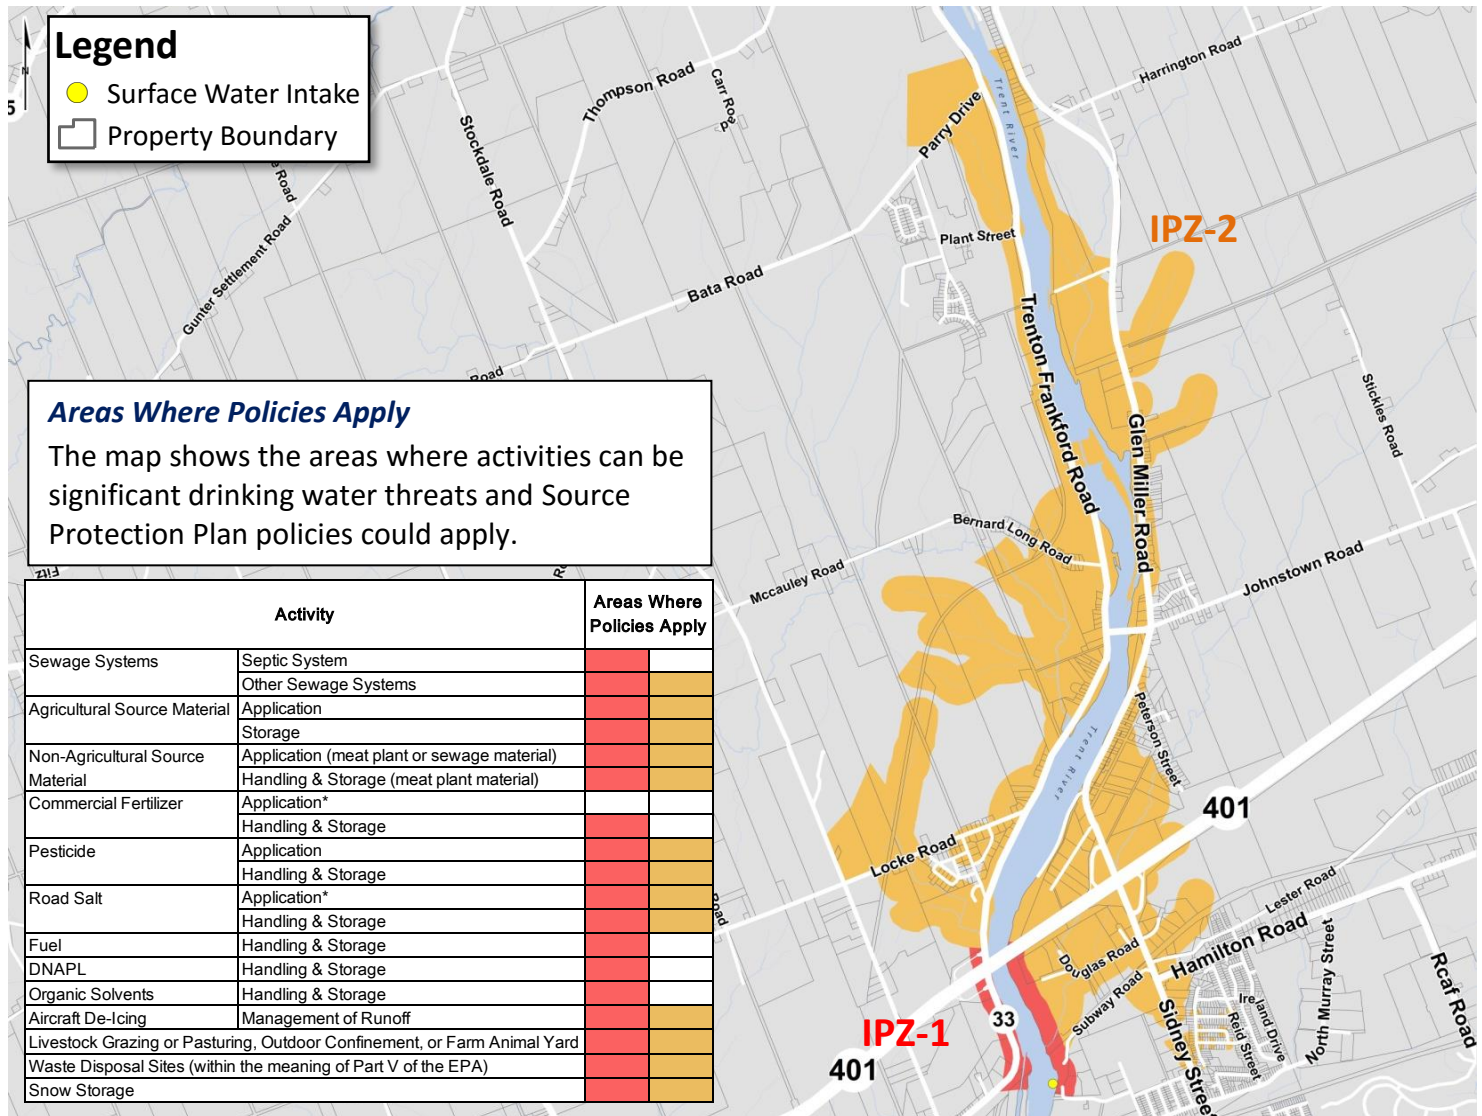 Legend
Surface Water Intake
Property Boundary
N
5
Thompson Road
Carr Road
Stockdale Road
Gunter Settlement Road
e Road
Harrington Road
Parry Drive
Trent River
Plant Street
IPZ-2
Bata Road
Trenton Frankford Road
Glen Miller Road
Stickles Road
Road
Areas Where Policies Apply
The map shows the areas where activities can be
significant drinking water threats and Source
Protection Plan policies could apply.
Bernard Long Road
Mccauley Road
Johnstown Road
Fitz
Ro
Peterson Street
Trent River
401
Locke Road
Road
Lester Road
Hamilton Road
Douglas Road
Subway Road
Sidney Street
Ireland Drive
Reid Street
North Murray Street
Rcaf Road
33
IPZ-1
401
Activity
Areas Where
Policies Apply
Sewage Systems
Septic System
Other Sewage Systems
Agricultural Source Material
Application
Storage
Non-Agricultural Source
Material
Application (meat plant or sewage material)
Handling & Storage (meat plant material)
Commercial Fertilizer
Application*
Handling & Storage
Pesticide
Application
Handling & Storage
Road Salt
Application*
Handling & Storage
Fuel
Handling & Storage
DNAPL
Handling & Storage
Organic Solvents
Handling & Storage
Aircraft De-Icing
Management of Runoff
Livestock Grazing or Pasturing, Outdoor Confinement, or Farm Animal Yard
Waste Disposal Sites (within the meaning of Part V of the EPA)
Snow Storage